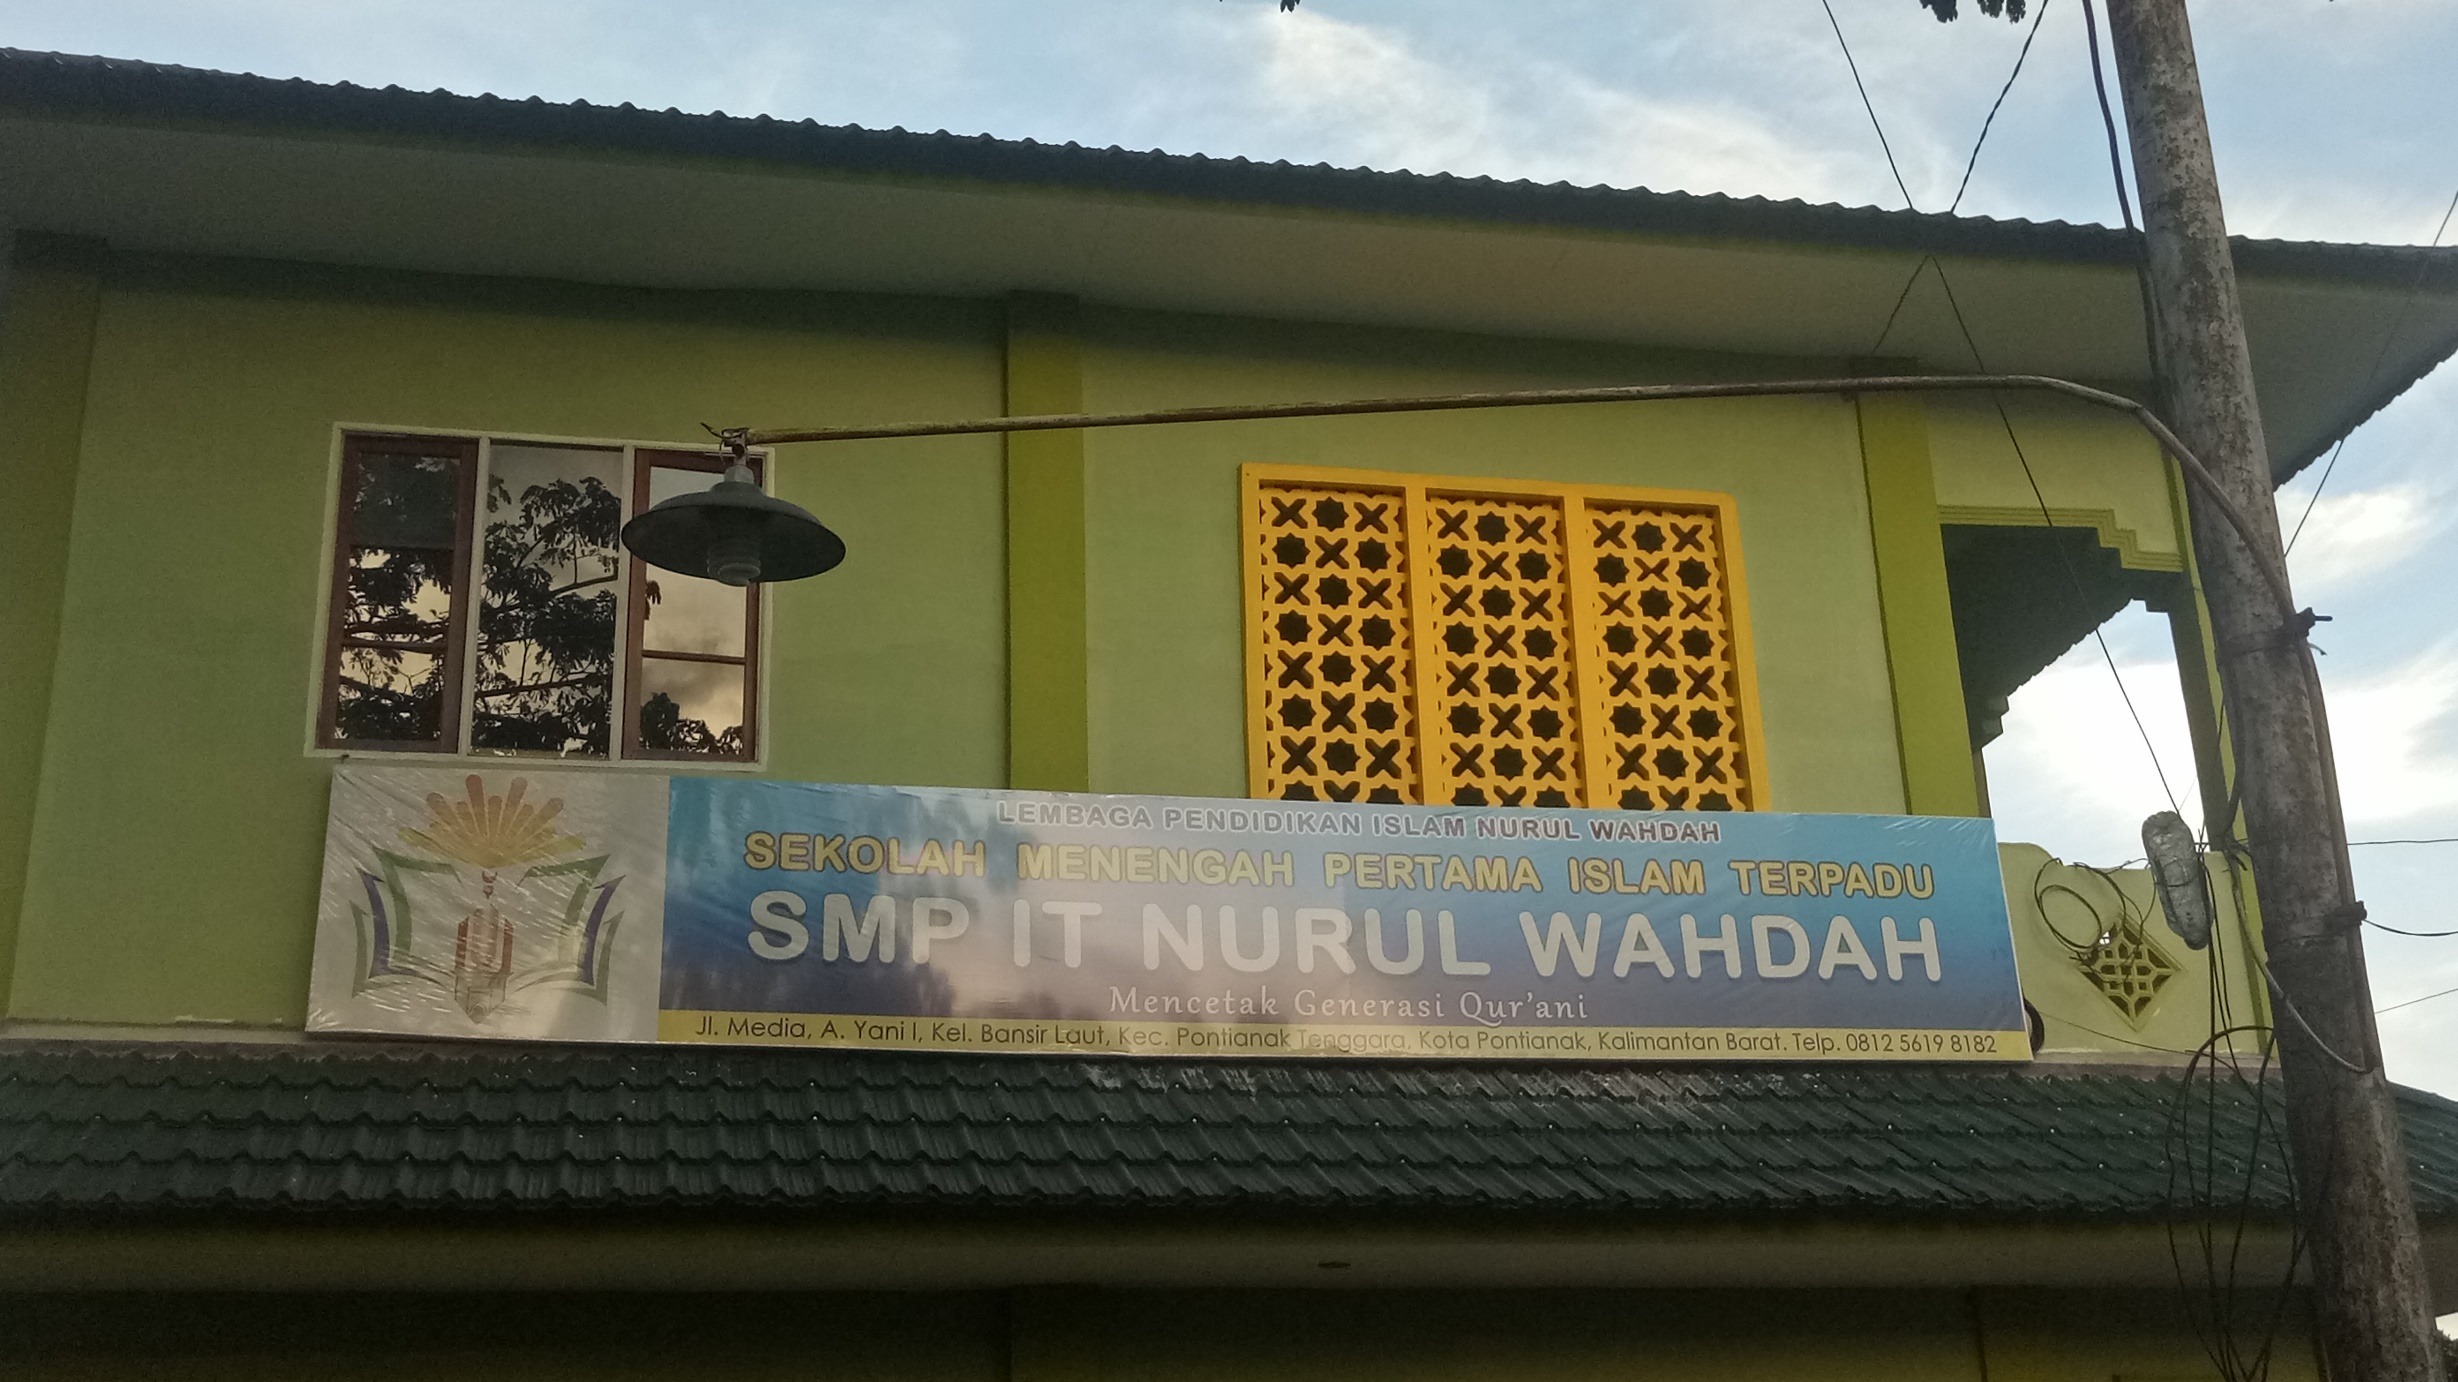 LEMBAGA PENDIDIKAN ISLAM NURUL WAHDAH
SEKOLAH MENENGAH PERTAMA ISLAM TERPADU
SMP IT NURUL WAHDAH
Mencetak Generasi Qur'ani
Jl. Media, A. Yani I, Kel. Bansir Laut, Kec. Pontianak Tenggara, Kota Pontianak, Kalimantan Barat. Telp. 0812 5619 8182